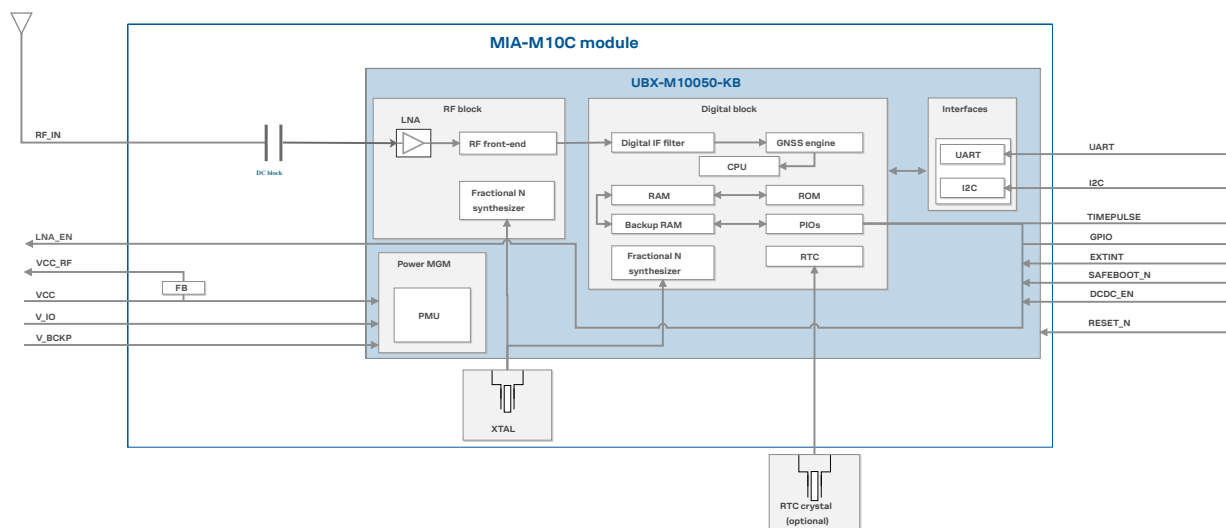 MIA-M10C module
UBX-M10050-KB
RF block
LNA
RF front-end
Fractional N
synthesizer
Digital block
Digital IF filter
GNSS engine
CPU
RAM
ROM
Backup RAM
PIOs
Fractional N
synthesizer
RTC
Interfaces
UART
I2C
Power MGM
PMU
RF_IN
DC block
LNA_EN
VCC_RF
FB
VCC
V_IO
V_BCKP
UART
I2C
TIMEPULSE
GPIO
EXTINT
SAFEBOOT_N
DCDC_EN
RESET_N
XTAL
RTC crystal
(optional)